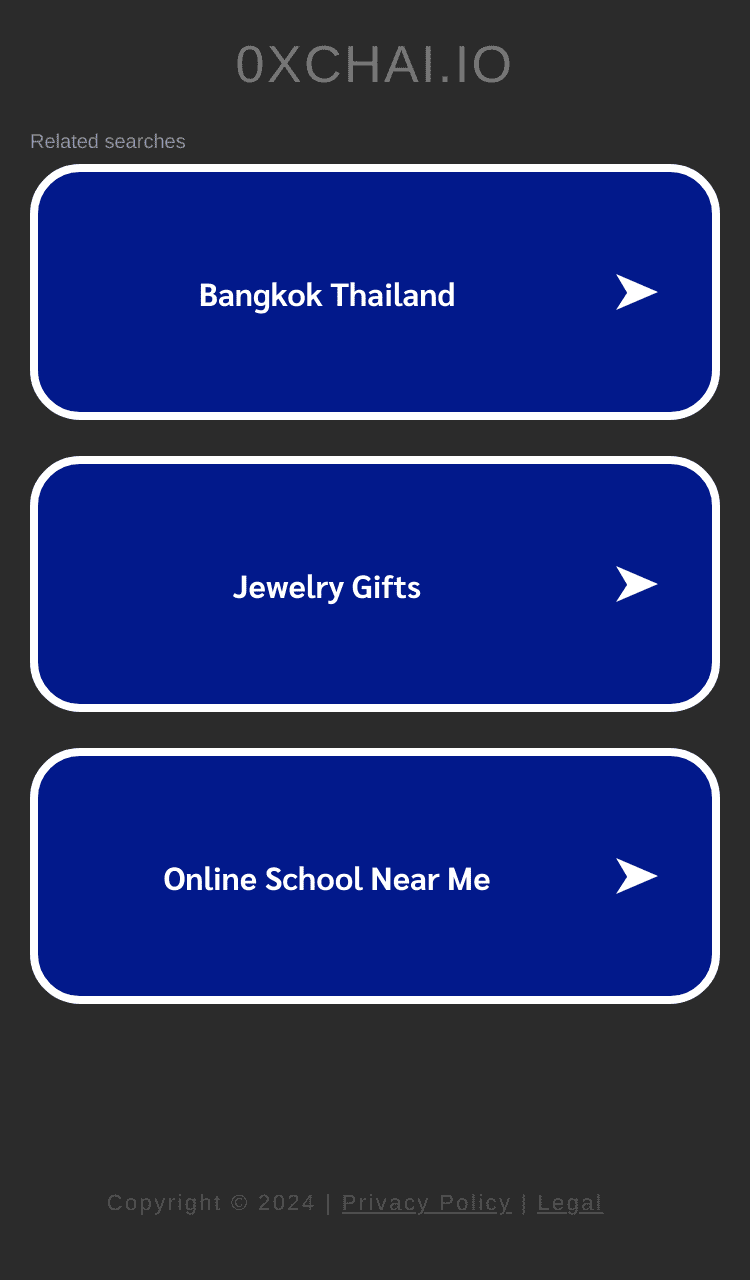 0XCHAI.IO
Related searches
Bangkok Thailand
Jewelry Gifts
Online School Near Me
Copyright © 2024 | Privacy Policy | Legal